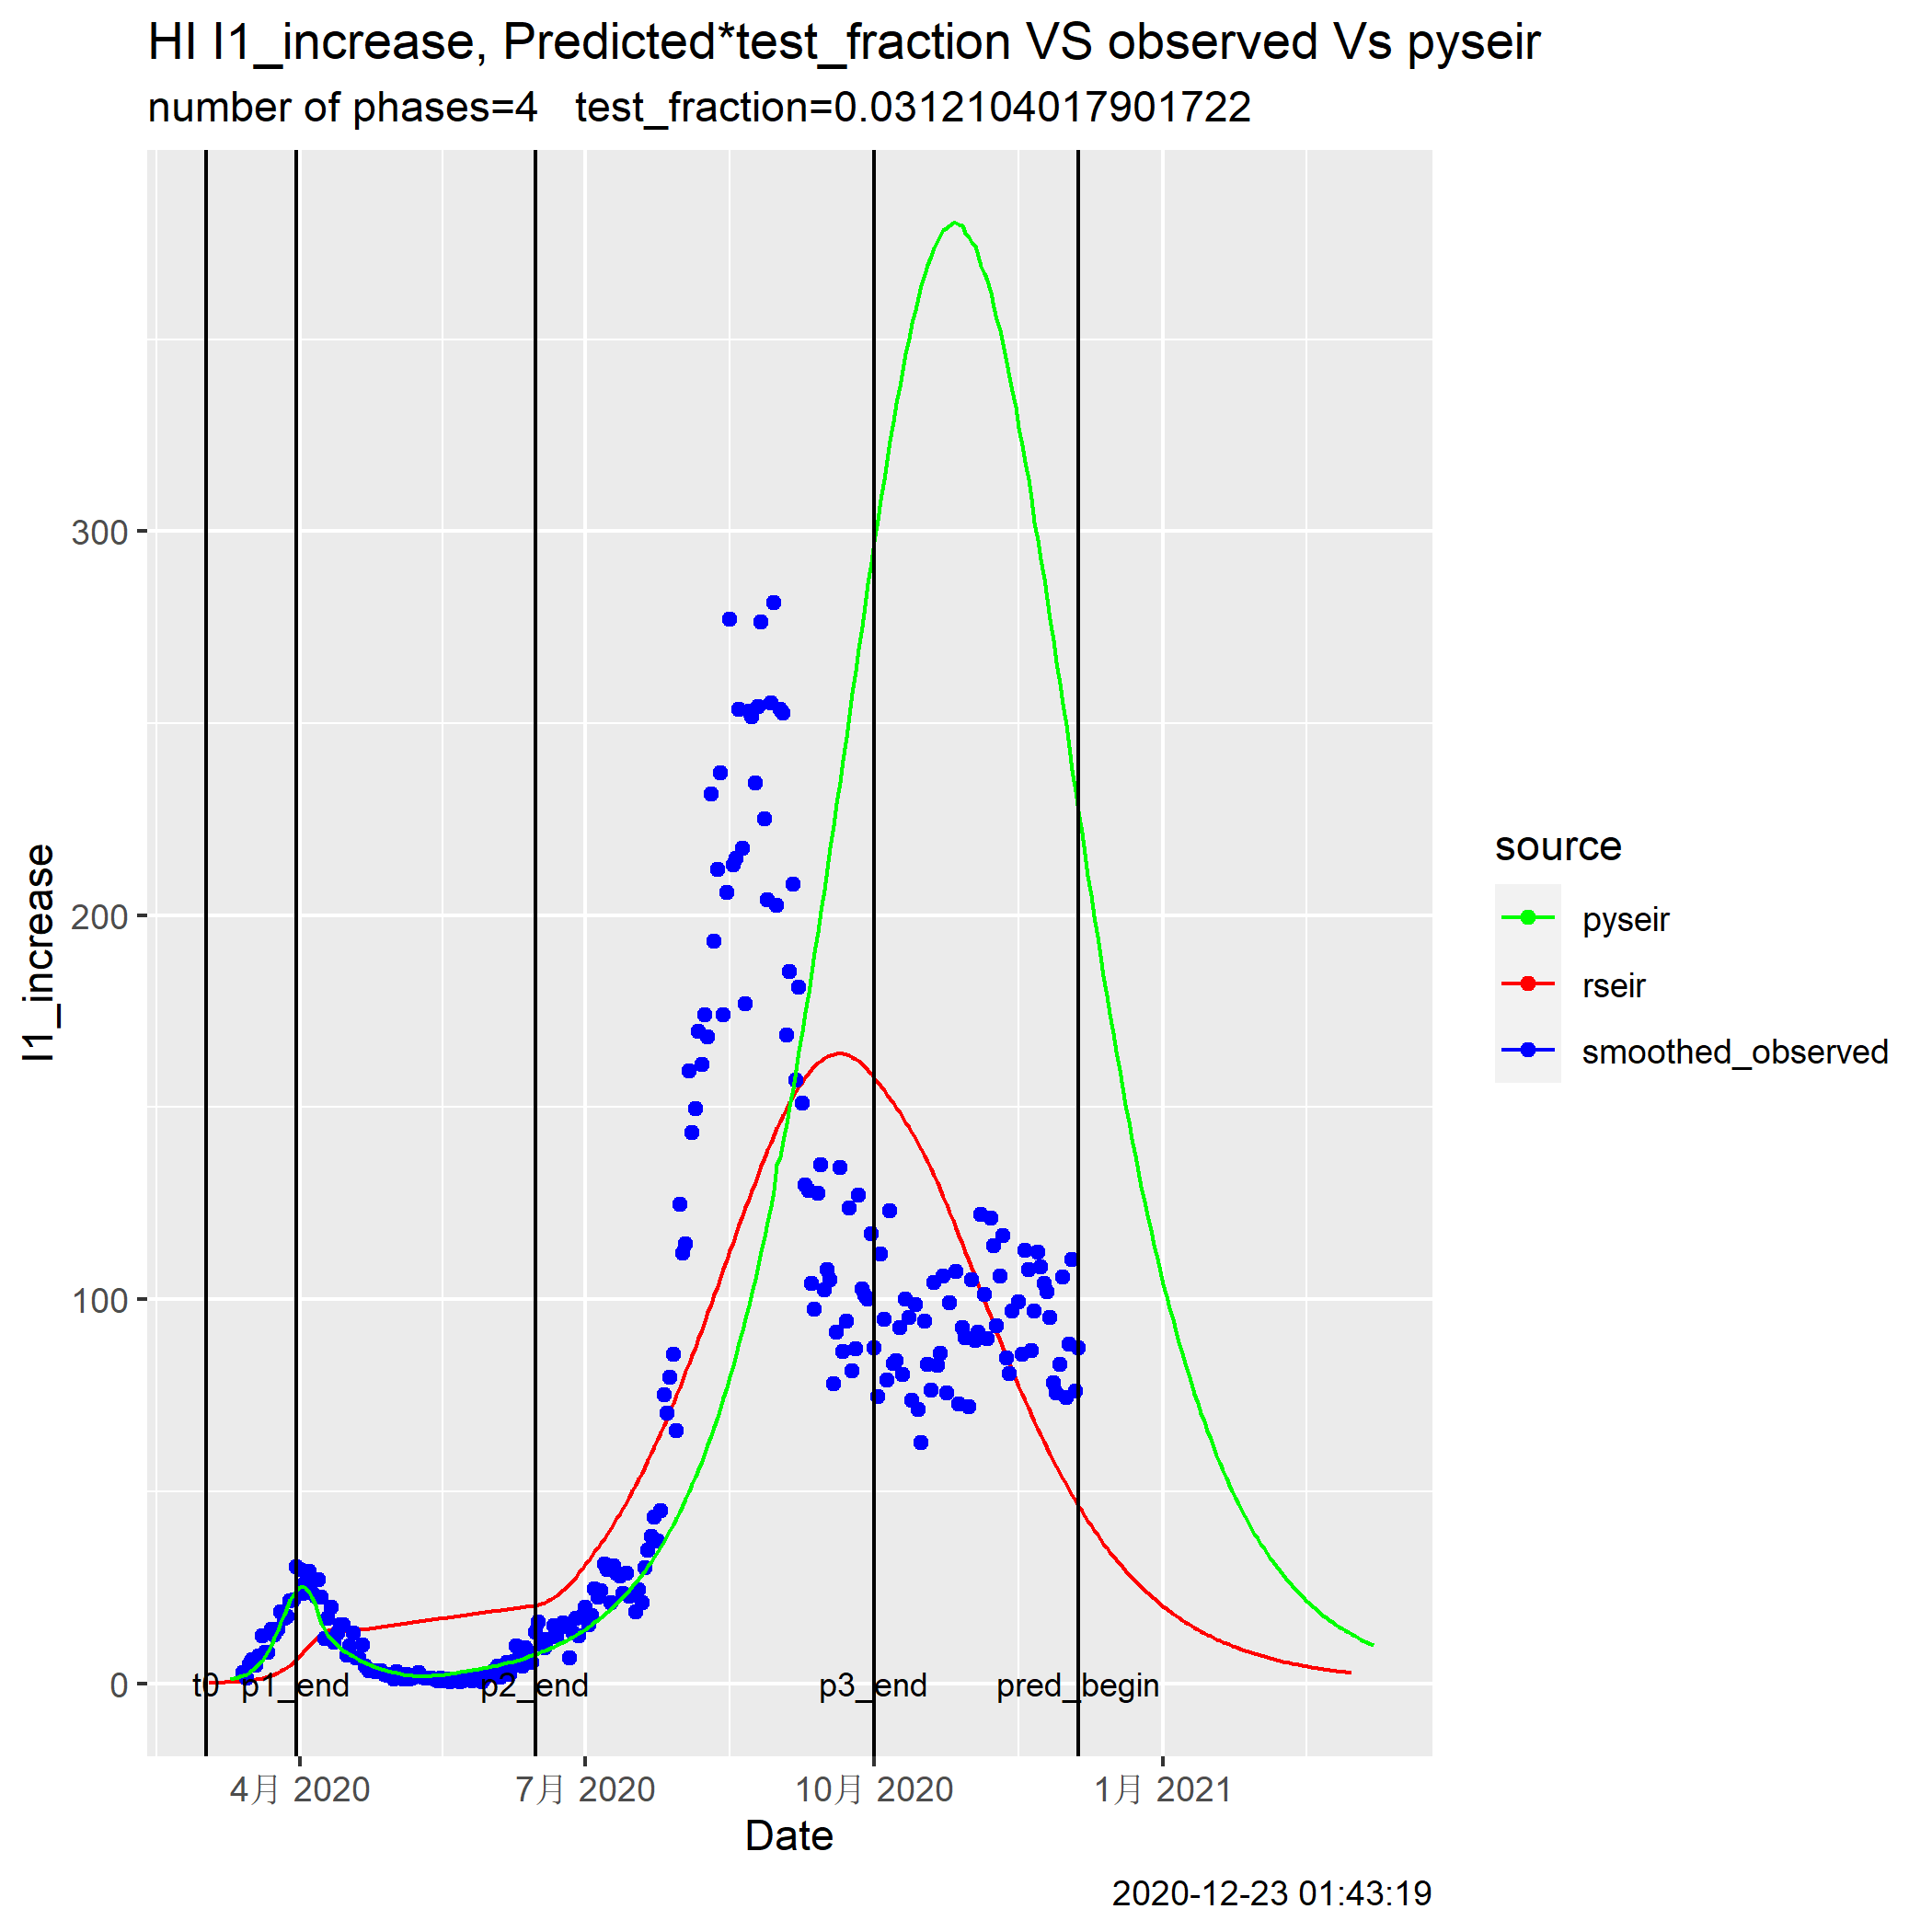 HI I1_increase, Predicted*test_fraction VS observed Vs pyseir
number of phases=4   test_fraction=0.0312104017901722
I1_increase
300
200
100
0
t0 p1_end p2_end p3_end pred_begin
4月 2020 7月 2020 10月 2020 1月 2021
Date
source
pyseir
rseir
smoothed_observed
2020-12-23 01:43:19